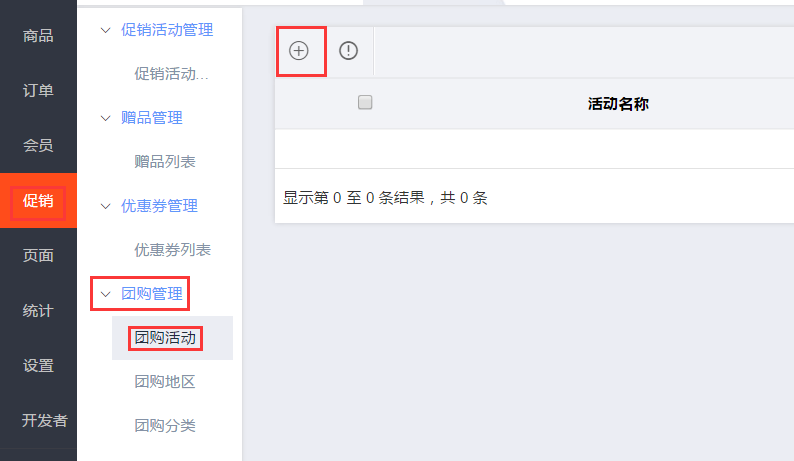 商品
订单
会员
促销
页面
统计
设置
开发者
促销活动管理
促销活动...
赠品管理
赠品列表
优惠券管理
优惠券列表
团购管理
团购活动
团购地区
团购分类
活动名称
显示第 0 至 0 条结果，共 0 条